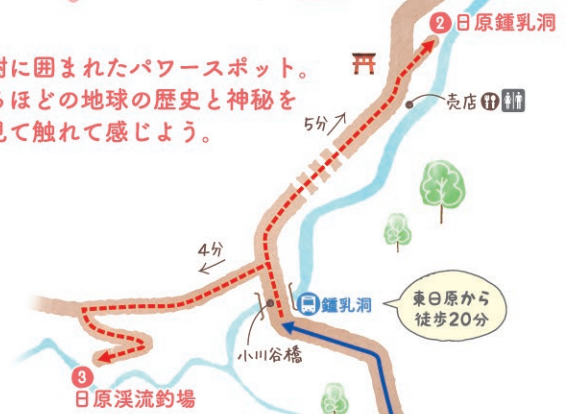 ②日原鍾乳洞
樹に囲まれたパワースポット。
るほどの地球の歴史と神秘を
見て触れて感じよう。
5分
売店
4分
鍾乳洞
東日原から
徒歩20分
小川谷橋
③
日原渓流釣場